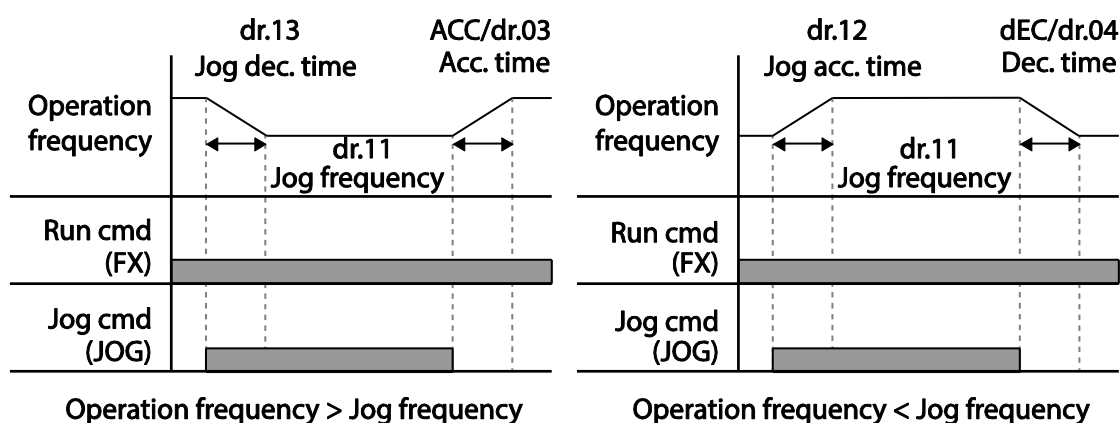 dr.13
Jog dec. time
ACC/dr.03
Acc. time
Operation
frequency
dr.11
Jog frequency
Run cmd
(FX)
Jog cmd
(JOG)
Operation frequency > Jog frequency
dr.12
Jog acc. time
dEC/dr.04
Dec. time
Operation
frequency
dr.11
Jog frequency
Run cmd
(FX)
Jog cmd
(JOG)
Operation frequency < Jog frequency